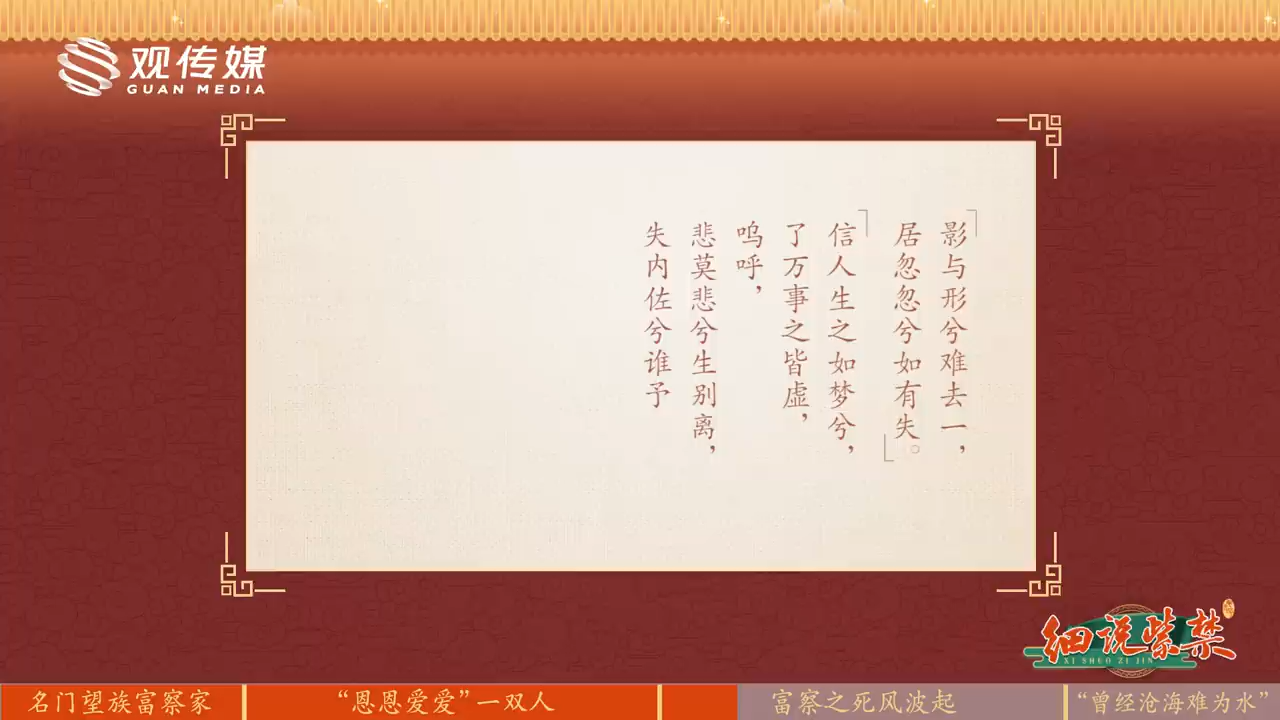 观传媒
GUAN MEDIA
「影与形兮难去一，
居忽忽兮如有失。」
「信人生之如梦兮，
了万事之皆虚，
呜呼，
悲莫悲兮生别离，
失内佐兮谁予
细说紫禁
XI SHUO ZI JIN
名门望族富察家
“恩恩爱爱”一双人
富察之死风波起
“曾经沧海难为水”